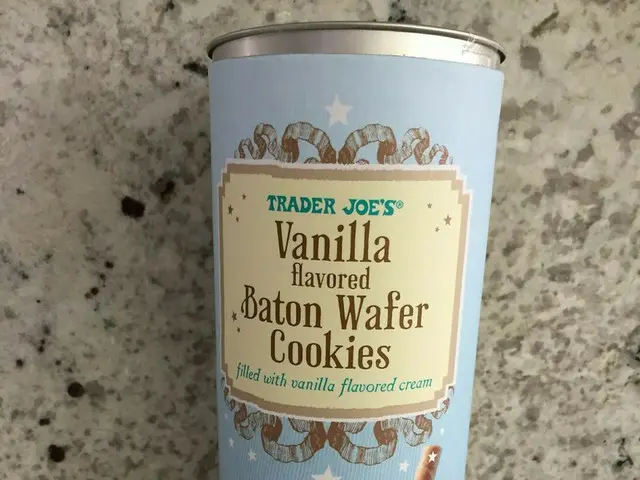 TRADER JOE'S®
Vanilla
flavored
Baton Wafer
Cookies
filled with vanilla flavored cream